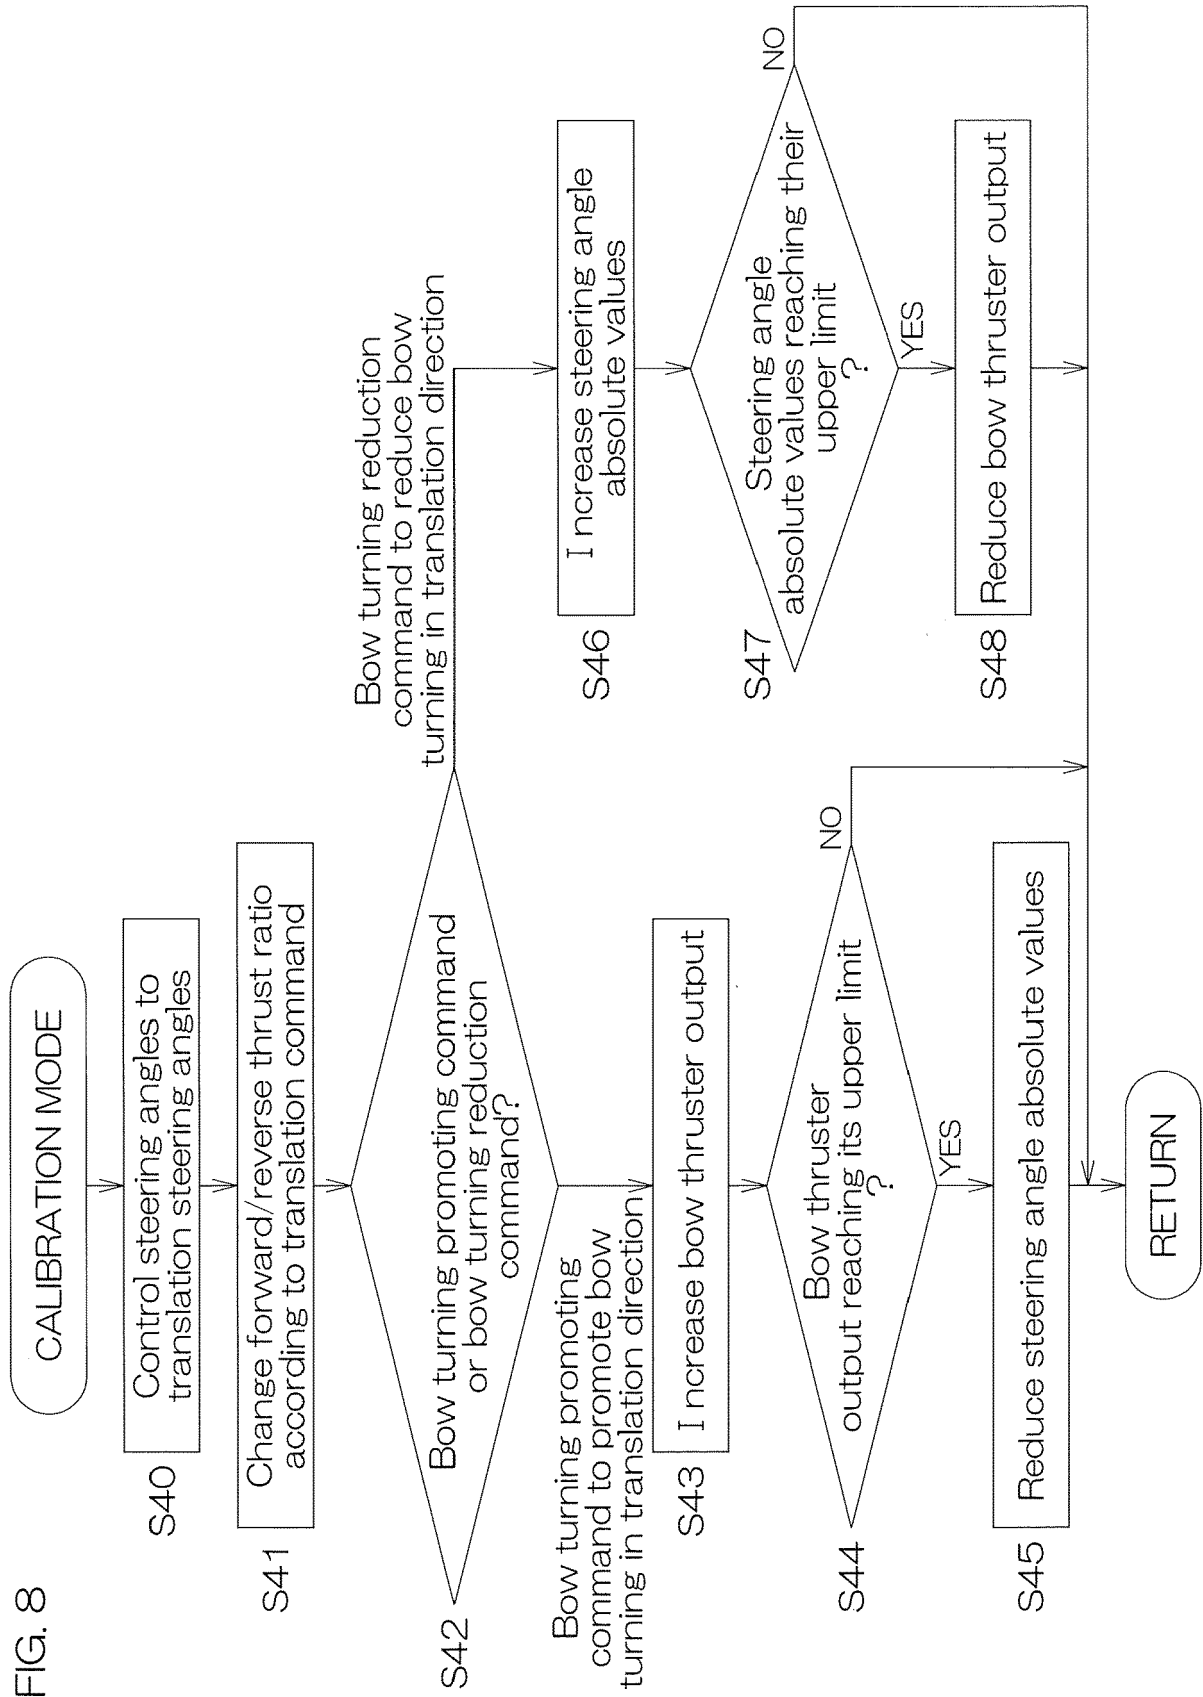 FIG. 8
CALIBRATION MODE
S40
Control steering angles to
translation steering angles
S41
Change forward/reverse thrust ratio
according to translation command
S42
Bow turning promoting command
or bow turning reduction
command?
Bow turning reduction
command to reduce bow
turning in translation direction
Bow turning promoting
command to promote bow
turning in translation direction
S43
Increase bow thruster output
S44
Bow thruster
output reaching its upper limit
?
NO
YES
S45
Reduce steering angle absolute values
S46
Increase steering angle
absolute values
S47
Steering angle
absolute values reaching their
upper limit
?
NO
YES
S48
Reduce bow thruster output
RETURN